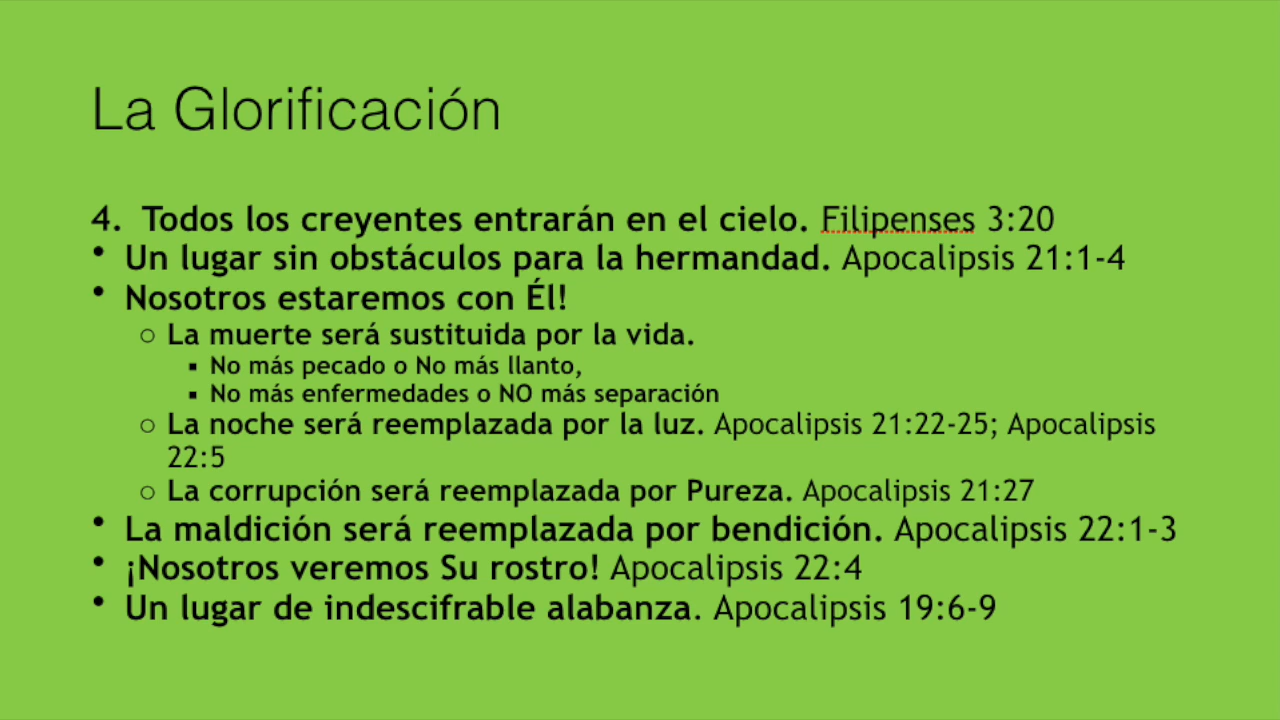 La Glorificación
4. Todos los creyentes entrarán en el cielo. Filipenses 3:20
• Un lugar sin obstáculos para la hermandad. Apocalipsis 21:1-4
• Nosotros estaremos con Él!
○ La muerte será sustituida por la vida.
▪ No más pecado o No más llanto,
▪ No más enfermedades o NO más separación
○ La noche será reemplazada por la luz. Apocalipsis 21:22-25; Apocalipsis
22:5
○ La corrupción será reemplazada por Pureza. Apocalipsis 21:27
• La maldición será reemplazada por bendición. Apocalipsis 22:1-3
• ¡Nosotros veremos Su rostro! Apocalipsis 22:4
• Un lugar de indescifrable alabanza. Apocalipsis 19:6-9